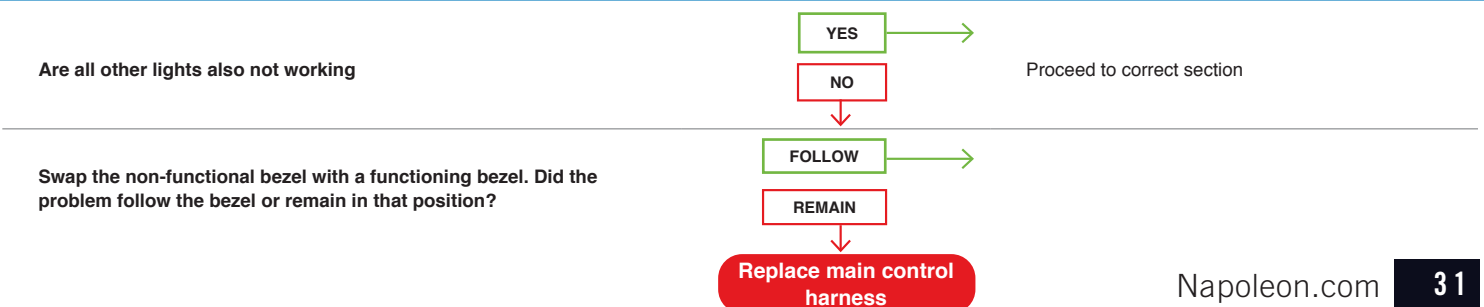 YES
Are all other lights also not working
Proceed to correct section
NO
FOLLOW
Swap the non-functional bezel with a functioning bezel. Did the
problem follow the bezel or remain in that position?
REMAIN
Replace main control
harness
Napoleon.com 31